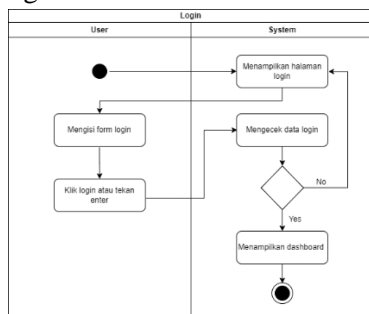 Login
User
System
Menampilkan halaman
login
Mengisi form login
Mengecek data login
Klik login atau tekan
enter
No
Yes
Menampilkan dashboard